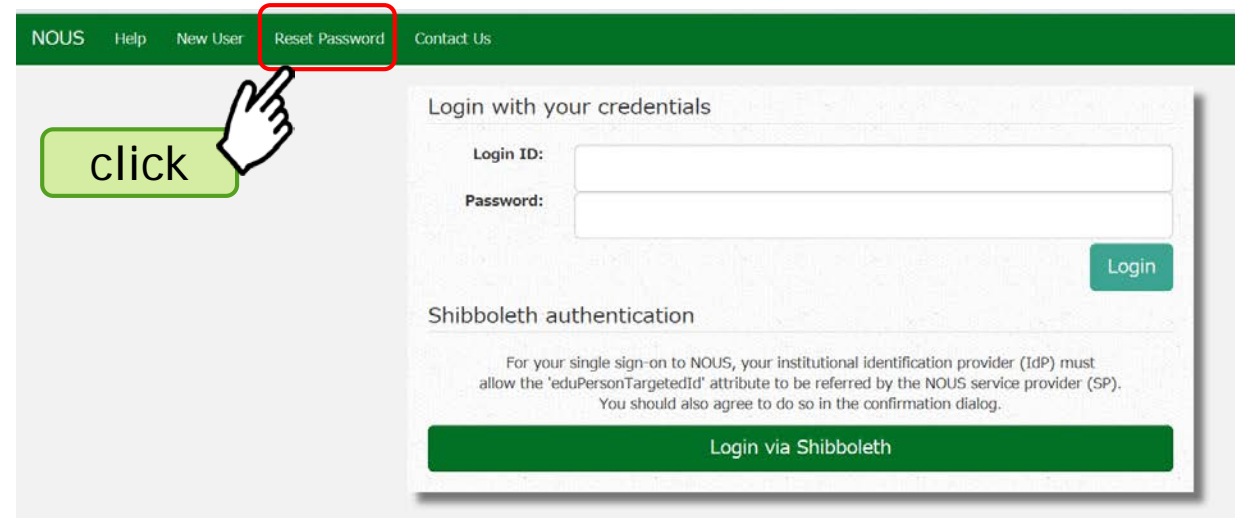 NOUS Help New User Reset Password Contact Us
click
Login with your credentials
Login ID:
Password:
Login
Shibboleth authentication
For your single sign-on to NOUS, your institutional identification provider (IdP) must
allow the 'eduPersonTargetedId' attribute to be referred by the NOUS service provider (SP).
You should also agree to do so in the confirmation dialog.
Login via Shibboleth